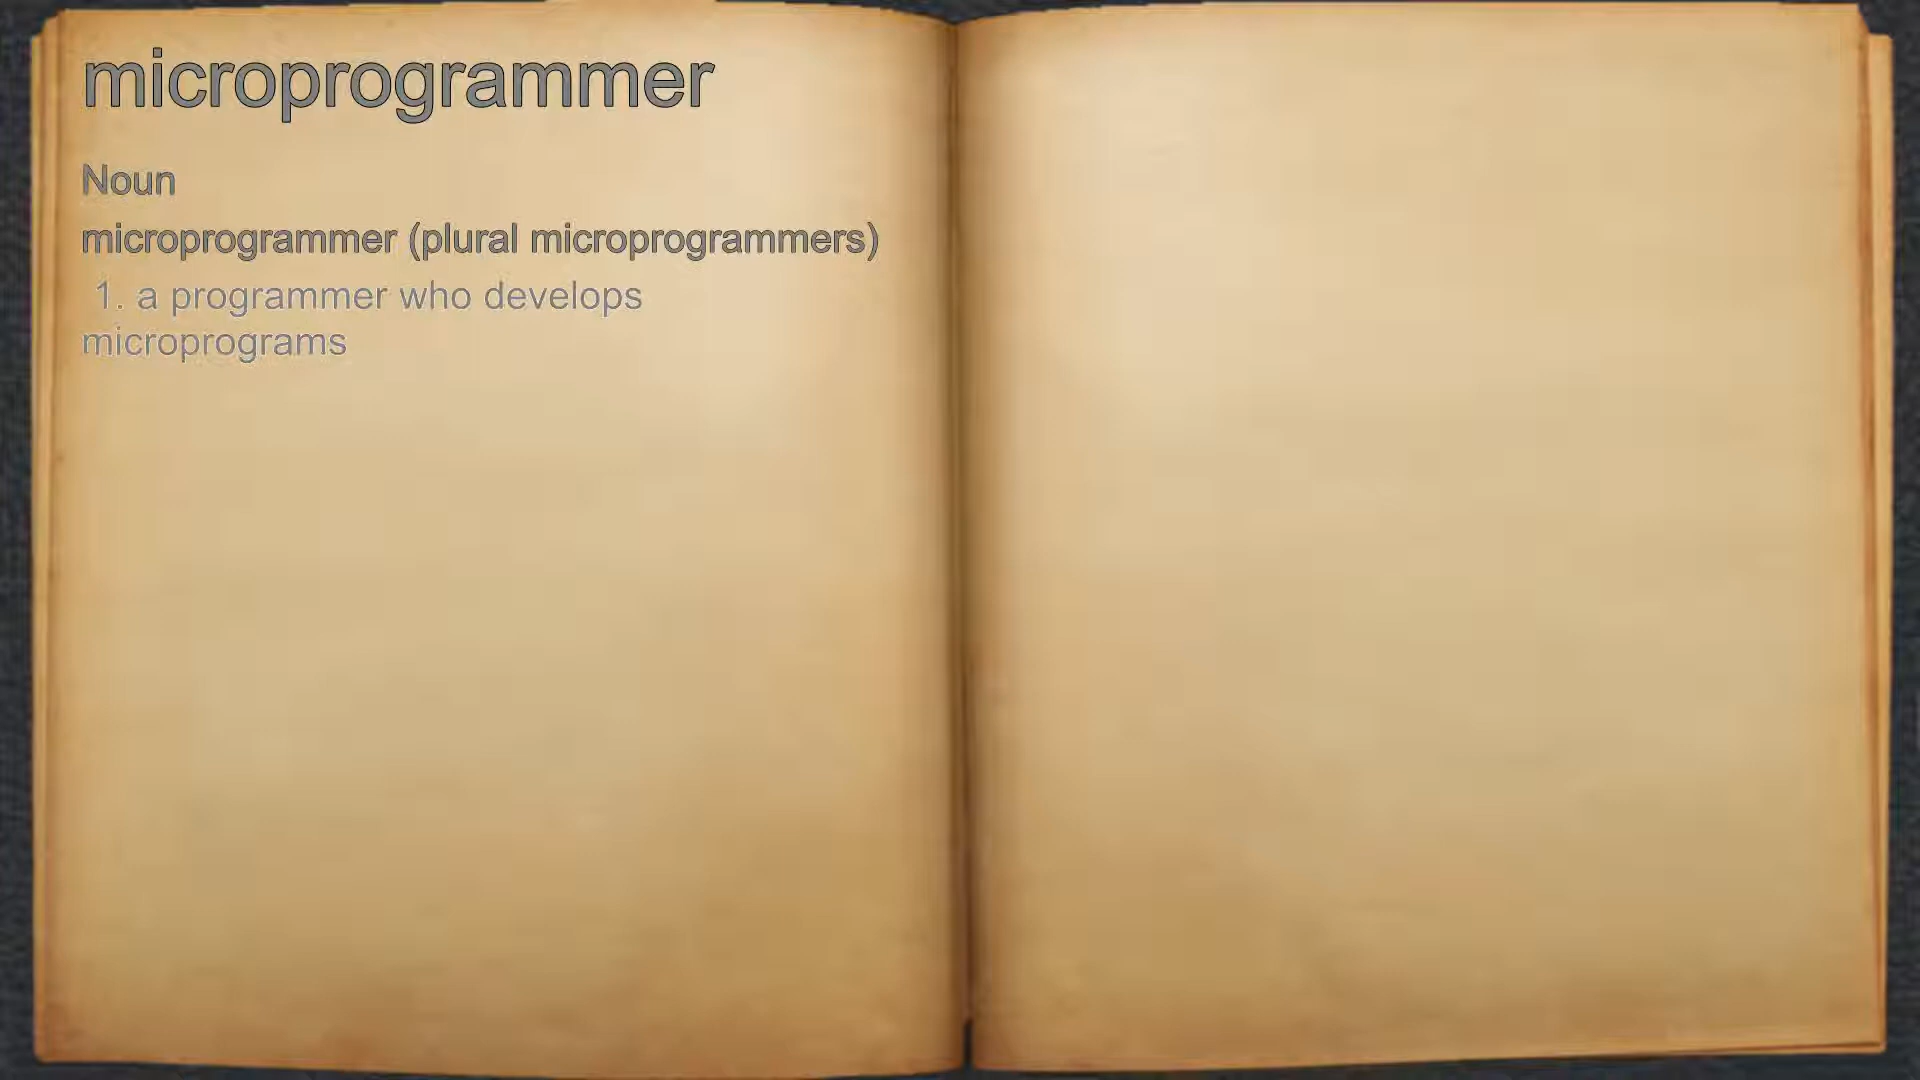 microprogrammer
Noun
microprogrammer (plural microprogrammers)
1. a programmer who develops
microprograms